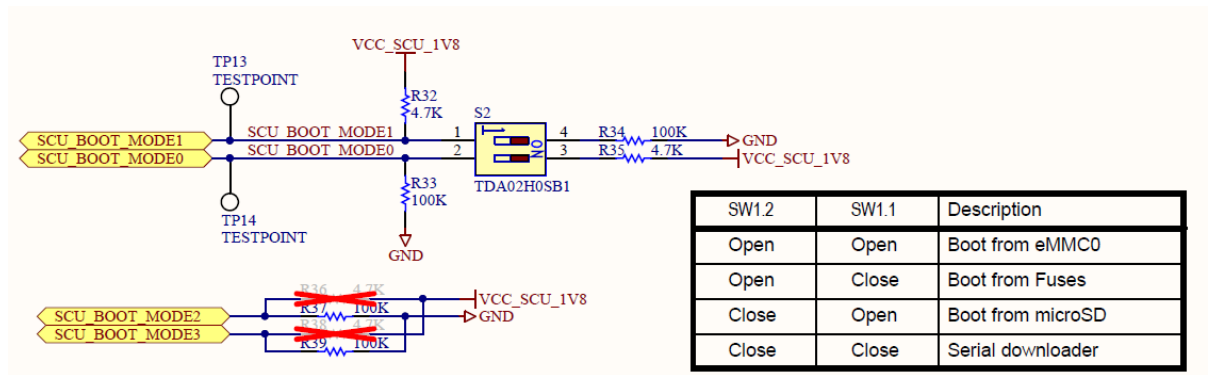 VCC_SCU_1V8
TP13
TESTPOINT
R32
4.7K
S2
SCU_BOOT_MODE1 SCU_BOOT_MODE1 1 4 R34 100K GND
SCU_BOOT_MODE0 SCU_BOOT_MODE0 2 3 R35 4.7K VCC_SCU_1V8
1
ON
TDA02H0SB1
R33
100K
TP14
TESTPOINT
GND
SW1.2 SW1.1 Description
Open Open Boot from eMMC0
Open Close Boot from Fuses
Close Open Boot from microSD
Close Close Serial downloader
R36 4.7K VCC_SCU_1V8
SCU_BOOT_MODE2 R37 100K GND
SCU_BOOT_MODE3 R38 4.7K
R39 100K